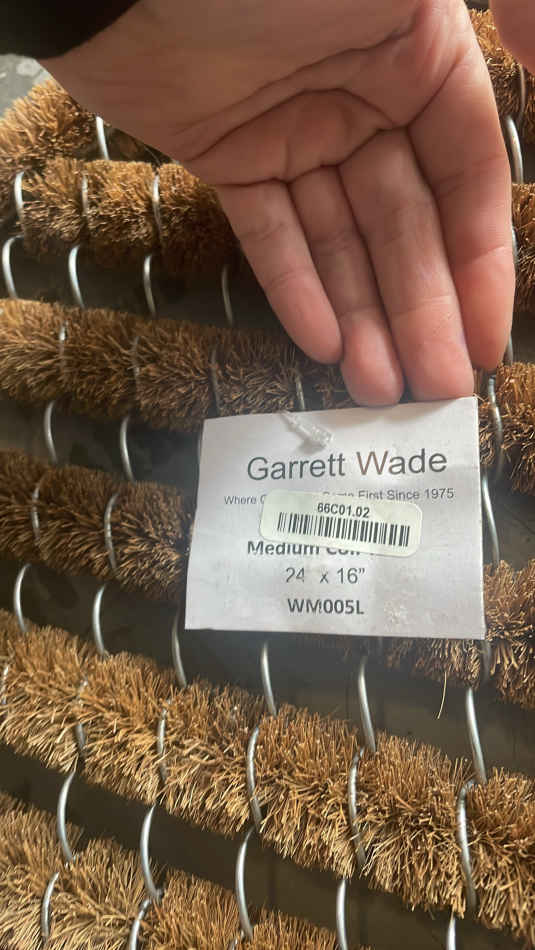 Garrett Wade
Where First Since 1975
66C01.02
Medium
24 x 16"
WM005L